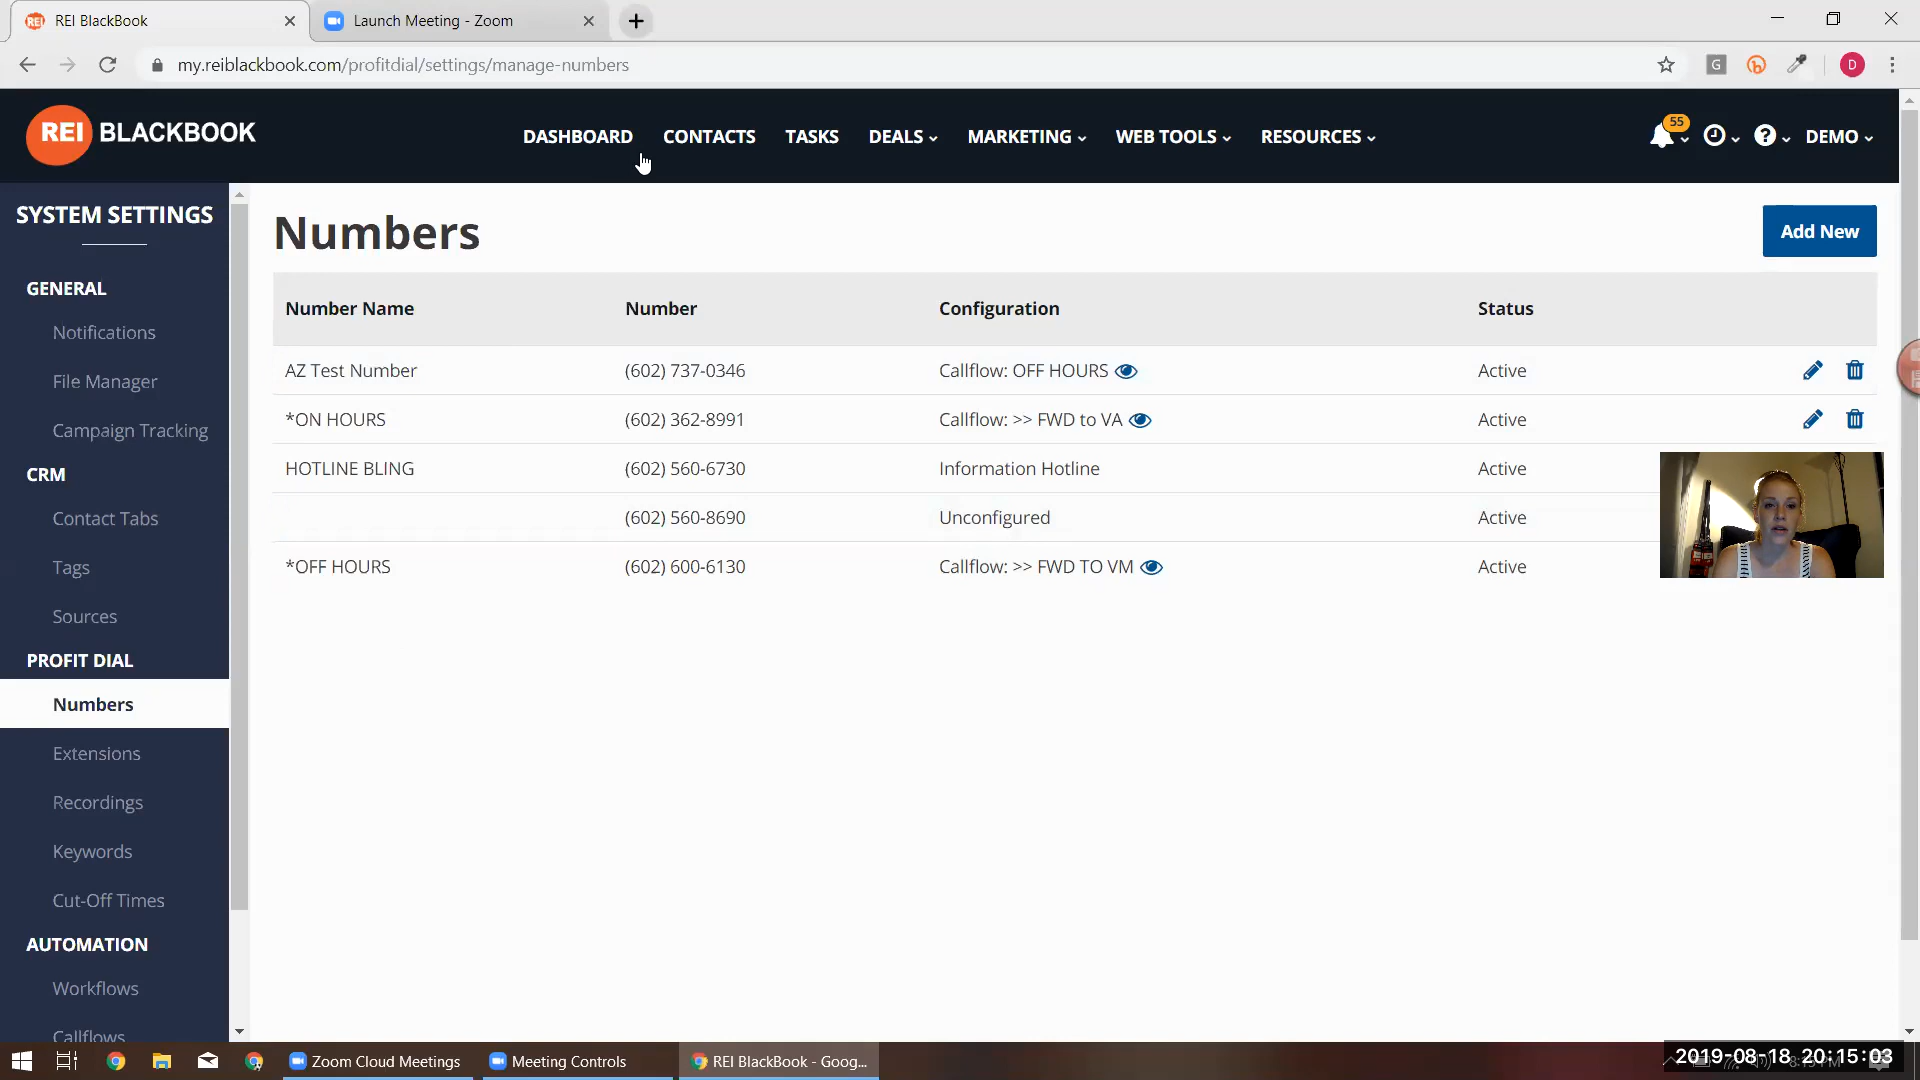 REI BlackBook
Launch Meeting - Zoom
my.reiblackbook.com/profitdial/settings/manage-numbers
G
D
REI BLACKBOOK
DASHBOARD
CONTACTS
TASKS
DEALS
MARKETING
WEB TOOLS
RESOURCES
55
DEMO
SYSTEM SETTINGS
GENERAL
Notifications
File Manager
Campaign Tracking
CRM
Contact Tabs
Tags
Sources
PROFIT DIAL
Numbers
Extensions
Recordings
Keywords
Cut-Off Times
AUTOMATION
Workflows
Callflows
Numbers
Add New
Number Name Number Configuration Status
AZ Test Number (602) 737-0346 Callflow: OFF HOURS Active
*ON HOURS (602) 362-8991 Callflow: >> FWD to VA Active
HOTLINE BLING (602) 560-6730 Information Hotline Active
(602) 560-8690 Unconfigured Active
*OFF HOURS (602) 600-6130 Callflow: >> FWD TO VM Active
Zoom Cloud Meetings
Meeting Controls
REI BlackBook - Goog...
2019-08-18 20:15:03